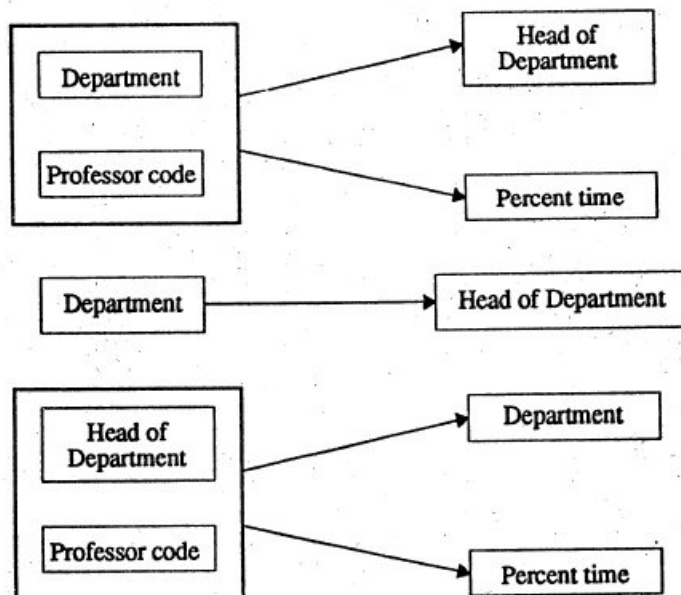 Head of
Department
Department
Professor code
Percent time
Department
Head of Department
Head of
Department
Department
Professor code
Percent time